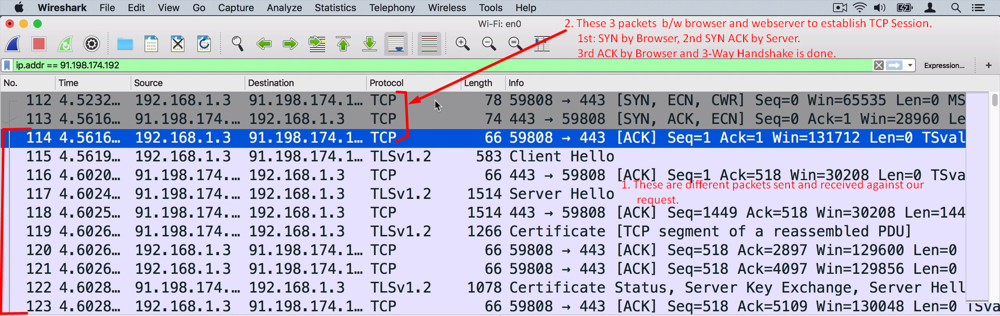 Wireshark File Edit View Go Capture Analyze Statistics Telephony Wireless Tools Help
Wi-Fi: en0
2. These 3 packets b/w browser and webserver to establish TCP Session.
1st: SYN by Browser, 2nd SYN ACK by Server.
3rd ACK by Browser and 3-Way Handshake is done.
ip.addr == 91.198.174.192
Expression... +
No. Time Source Destination Protocol Length Info
112 4.5232… 192.168.1.3 91.198.174.1… TCP 78 59808 → 443 [SYN, ECN, CWR] Seq=0 Win=65535 Len=0 MS
113 4.5616… 91.198.174.… 192.168.1.3 TCP 74 443 → 59808 [SYN, ACK, ECN] Seq=0 Ack=1 Win=28960 Le
114 4.5616… 192.168.1.3 91.198.174.1… TCP 66 59808 → 443 [ACK] Seq=1 Ack=1 Win=131712 Len=0 TSval
115 4.5619… 192.168.1.3 91.198.174.1… TLSv1.2 583 Client Hello
116 4.6020… 91.198.174.… 192.168.1.3 TCP 66 443 → 59808 [ACK] Seq=1 Ack=518 Win=30208 Len=0 TSva
1. These are different packets sent and received against our
request.
117 4.6024… 91.198.174.… 192.168.1.3 TLSv1.2 1514 Server Hello
118 4.6025… 91.198.174.… 192.168.1.3 TCP 1514 443 → 59808 [ACK] Seq=1449 Ack=518 Win=30208 Len=144
119 4.6026… 91.198.174.… 192.168.1.3 TLSv1.2 1266 Certificate [TCP segment of a reassembled PDU]
120 4.6026… 192.168.1.3 91.198.174.1… TCP 66 59808 → 443 [ACK] Seq=518 Ack=2897 Win=129600 Len=0
121 4.6026… 192.168.1.3 91.198.174.1… TCP 66 59808 → 443 [ACK] Seq=518 Ack=4097 Win=129856 Len=0
122 4.6028… 91.198.174.… 192.168.1.3 TLSv1.2 1078 Certificate Status, Server Key Exchange, Server Hell
123 4.6028… 192.168.1.3 91.198.174.1… TCP 66 59808 → 443 [ACK] Seq=518 Ack=5109 Win=130048 Len=0 TSva